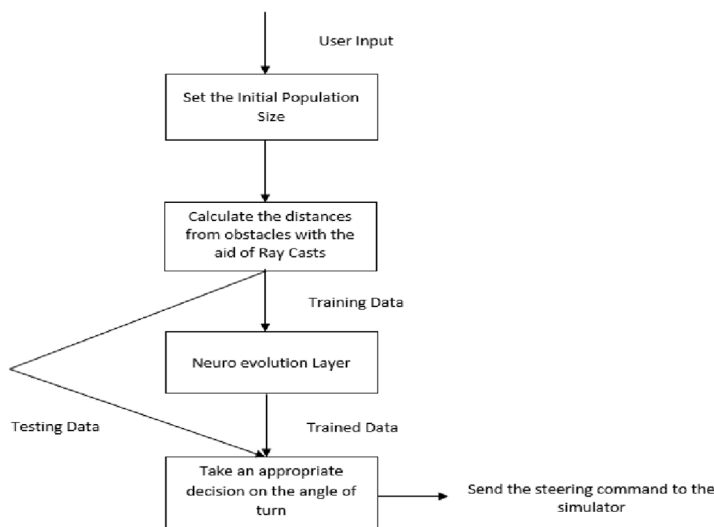 User Input
Set the Initial Population
Size
Calculate the distances
from obstacles with the
aid of Ray Casts
Training Data
Neuro evolution Layer
Testing Data
Trained Data
Take an appropriate
decision on the angle of
turn
Send the steering command to the
simulator